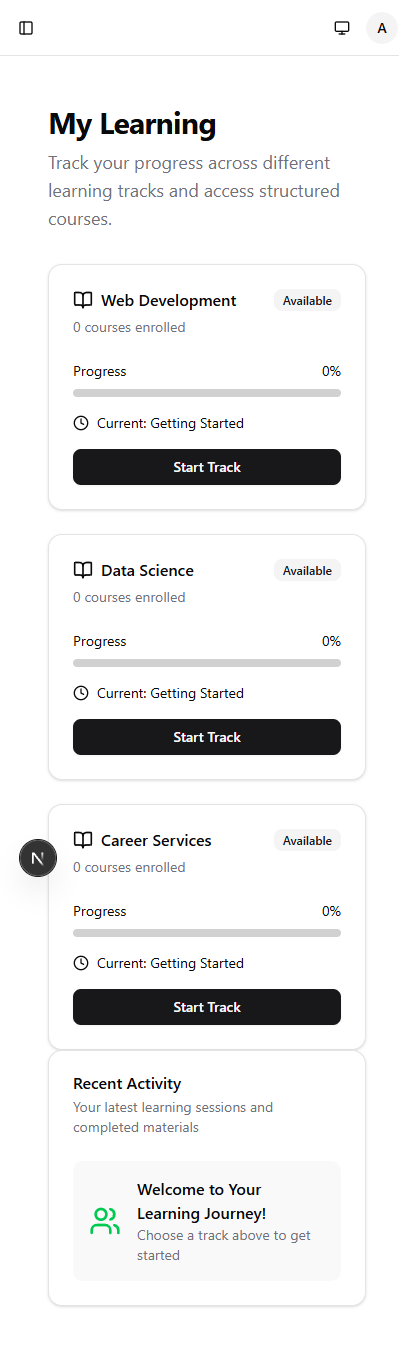 A
My Learning
Track your progress across different
learning tracks and access structured
courses.
Web Development
Available
0 courses enrolled
Progress
0%
Current: Getting Started
Start Track
Data Science
Available
0 courses enrolled
Progress
0%
Current: Getting Started
Start Track
Career Services
Available
N
0 courses enrolled
Progress
0%
Current: Getting Started
Start Track
Recent Activity
Your latest learning sessions and
completed materials
Welcome to Your
Learning Journey!
Choose a track above to get
started